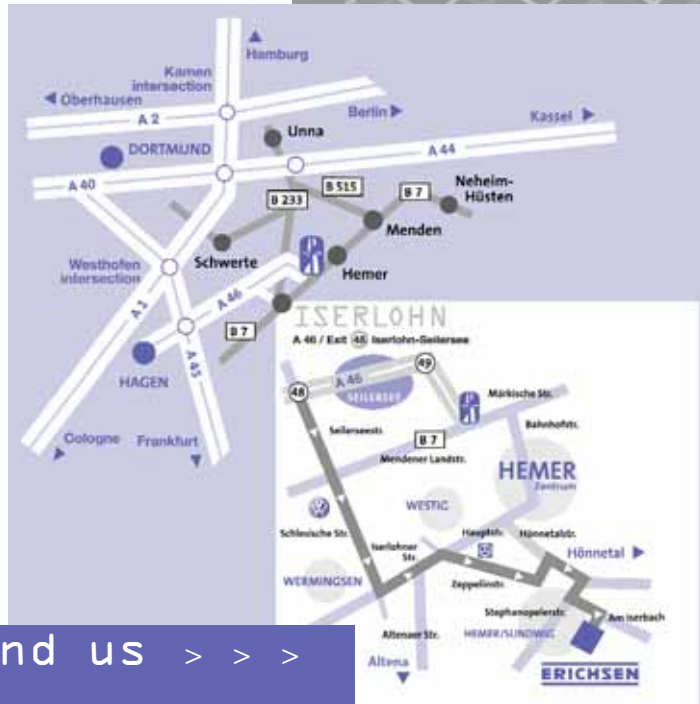 Hamburg
Kamen
intersection
Oberhausen
A 2
Berlin
Kassel
Unna
DORTMUND
A 44
A 40
B 515
B 233
B 7
Neheim-
Hüsten
Menden
Schwerte
Hemer
Westhofen
intersection
A 46
A 1
B 7
A 45
HAGEN
Cologne
Frankfurt
ISERLOHN
A 46 / Exit 48 Iserlohn-Seilersee
49
A 46
48
SEILERSEE
Märkische Str.
Seilerseestr.
B 7
Bahnhofstr.
Mendener Landstr.
HEMER
Zentrum
WESTIG
Schlesische Str.
Iserlohner
Str.
Hauptstr.
Hönnetalstr.
Hönnetal
WERMINGSEN
Zeppelinstr.
Stephanopelerstr.
Am Iserbach
Altenaer Str.
HEMER/SUNDWIG
Altena
ERICHSEN
nd us > > >